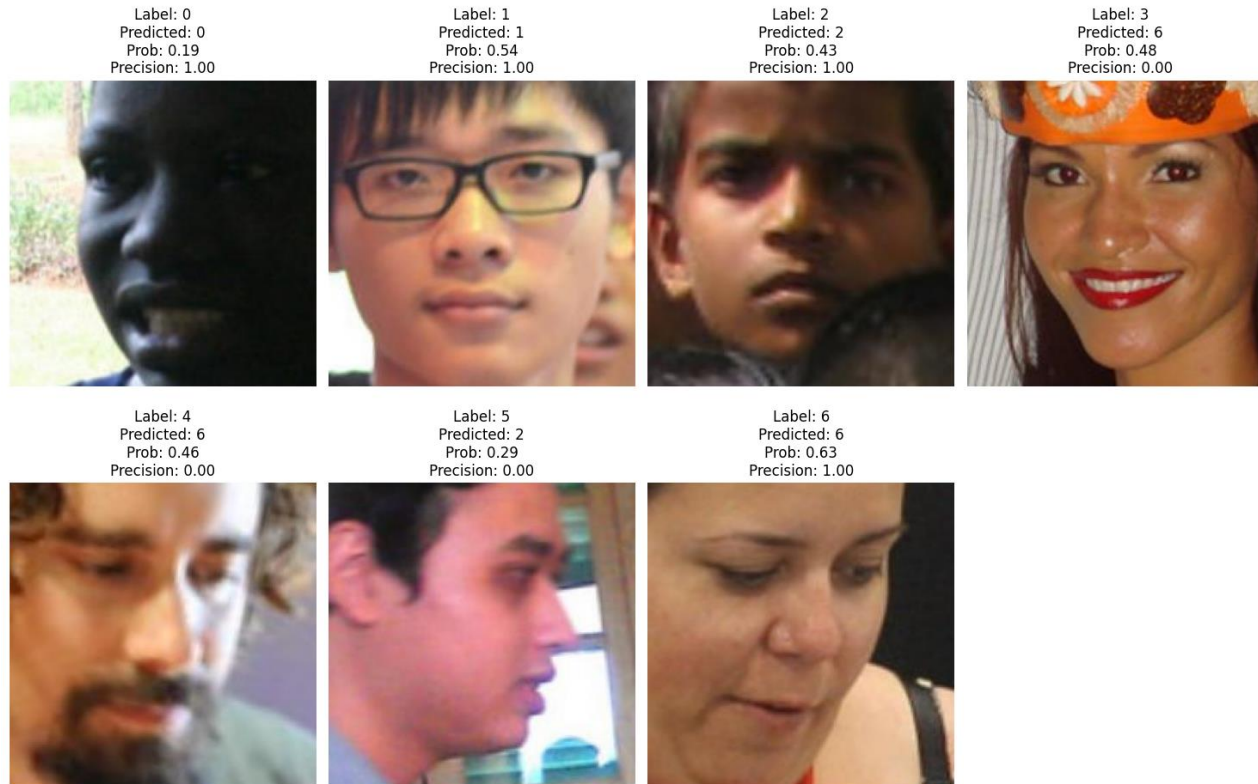 Label: 0
Predicted: 0
Prob: 0.19
Precision: 1.00
Label: 1
Predicted: 1
Prob: 0.54
Precision: 1.00
Label: 2
Predicted: 2
Prob: 0.43
Precision: 1.00
Label: 3
Predicted: 6
Prob: 0.48
Precision: 0.00
Label: 4
Predicted: 6
Prob: 0.46
Precision: 0.00
Label: 5
Predicted: 2
Prob: 0.29
Precision: 0.00
Label: 6
Predicted: 6
Prob: 0.63
Precision: 1.00